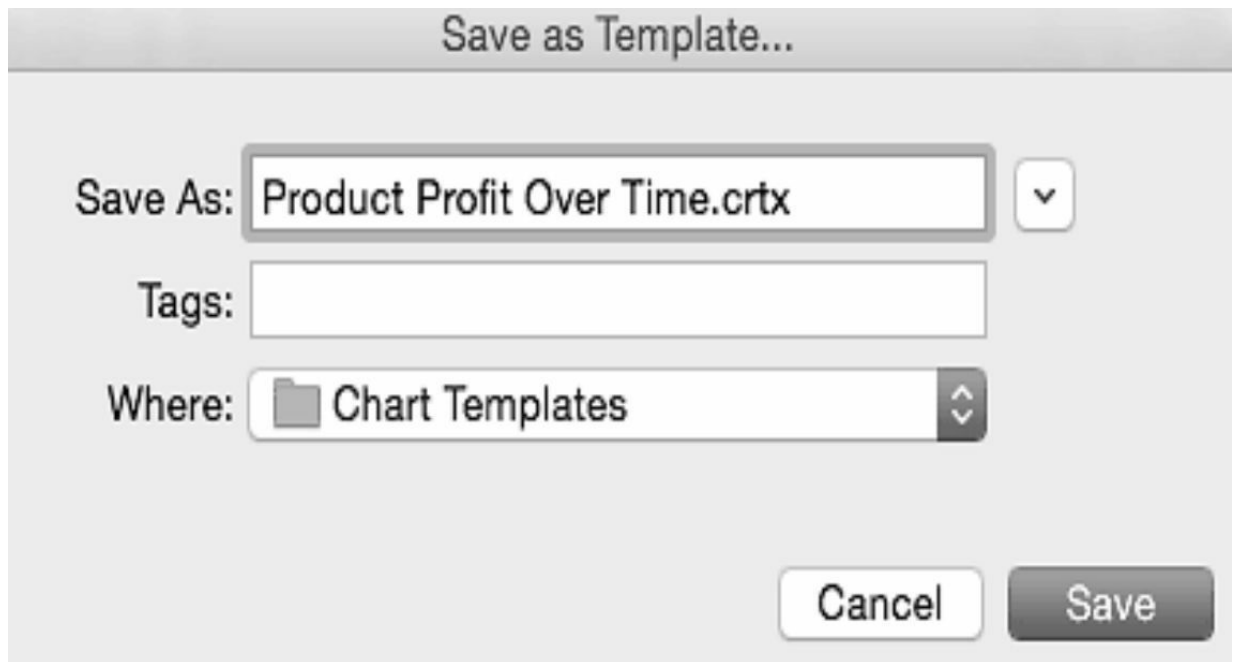 Save as Template...
Save As: Product Profit Over Time.crtx
Tags:
Where: Chart Templates
Cancel Save